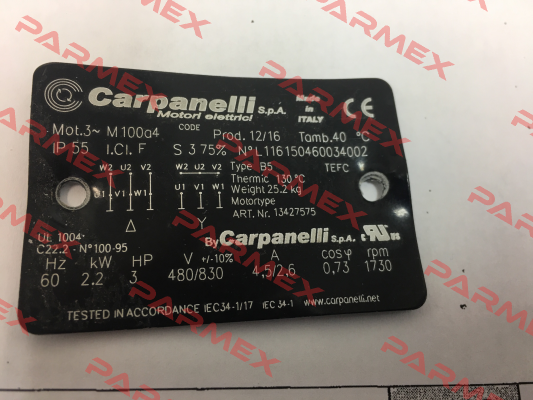 Carpanelli S.p.A. Made in ITALY CE
Motori elettrici
Mot.3~ M100a4 CODE Prod. 12/16 Tamb.40 °C
IP 55 I.CI. F S 3 75% N°L116150460034002
W2 U2 V2 W2 U2 V2 Type B5 TEFC
Thermic 130°C
U1 V1 W1 U1 V1 W1 Weight 25.2 kg
Motortype
Δ Y ART. Nr. 13427575
UL 1004-
C22.2 - N°100-95 By Carpanelli S.p.A. c UR us
Hz kW HP V +/-10% A cosφ rpm
60 2.2 3 480/830 4,5/2,6 0,73 1730
TESTED IN ACCORDANCE IEC34-1/17 IEC 34-1 www.carpanelli.net
PARMEX